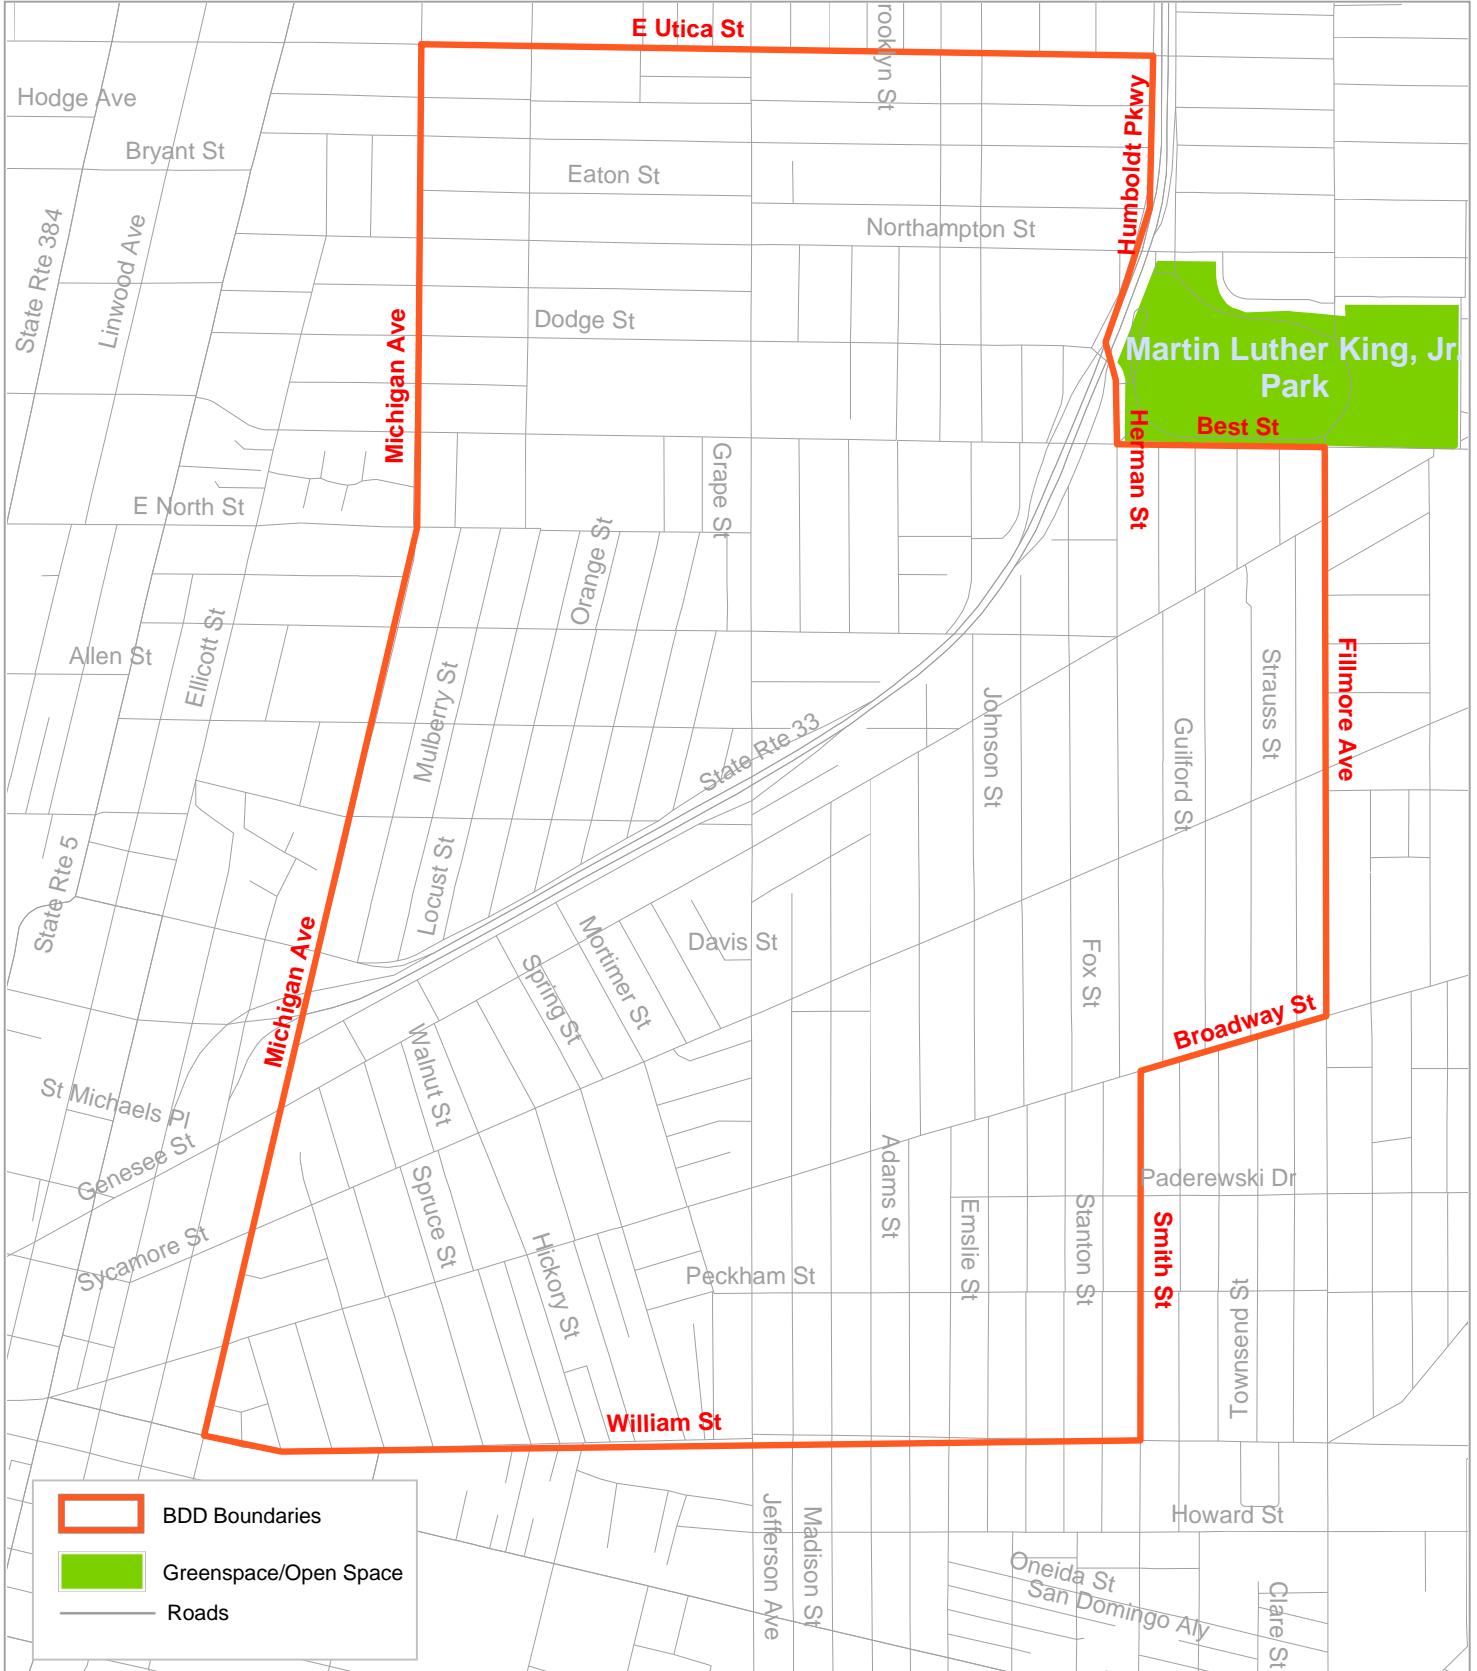 E Utica St
rooklyn St
Hodge Ave
Humboldt Pkwy
Bryant St
Eaton St
State Rte 384
Linwood Ave
Northampton St
Dodge St
Michigan Ave
Martin Luther King, Jr.
Park
Herman St
Best St
Grape St
E North St
Orange St
Ellicott St
Allen St
Mulberry St
Strauss St
Fillmore Ave
Johnson St
Guilford St
State Rte 33
State Rte 5
Locust St
Michigan Ave
Mortimer St
Davis St
Spring St
Fox St
Broadway St
Walnut St
St Michaels Pl
Genesee St
Adams St
Paderewski Dr
Spruce St
Emslie St
Stanton St
Smith St
Sycamore St
Hickory St
Peckham St
Townsend St
William St
BDD Boundaries
Greenspace/Open Space
Roads
Jefferson Ave
Madison St
Howard St
Oneida St
San Domingo Aly
Clare St